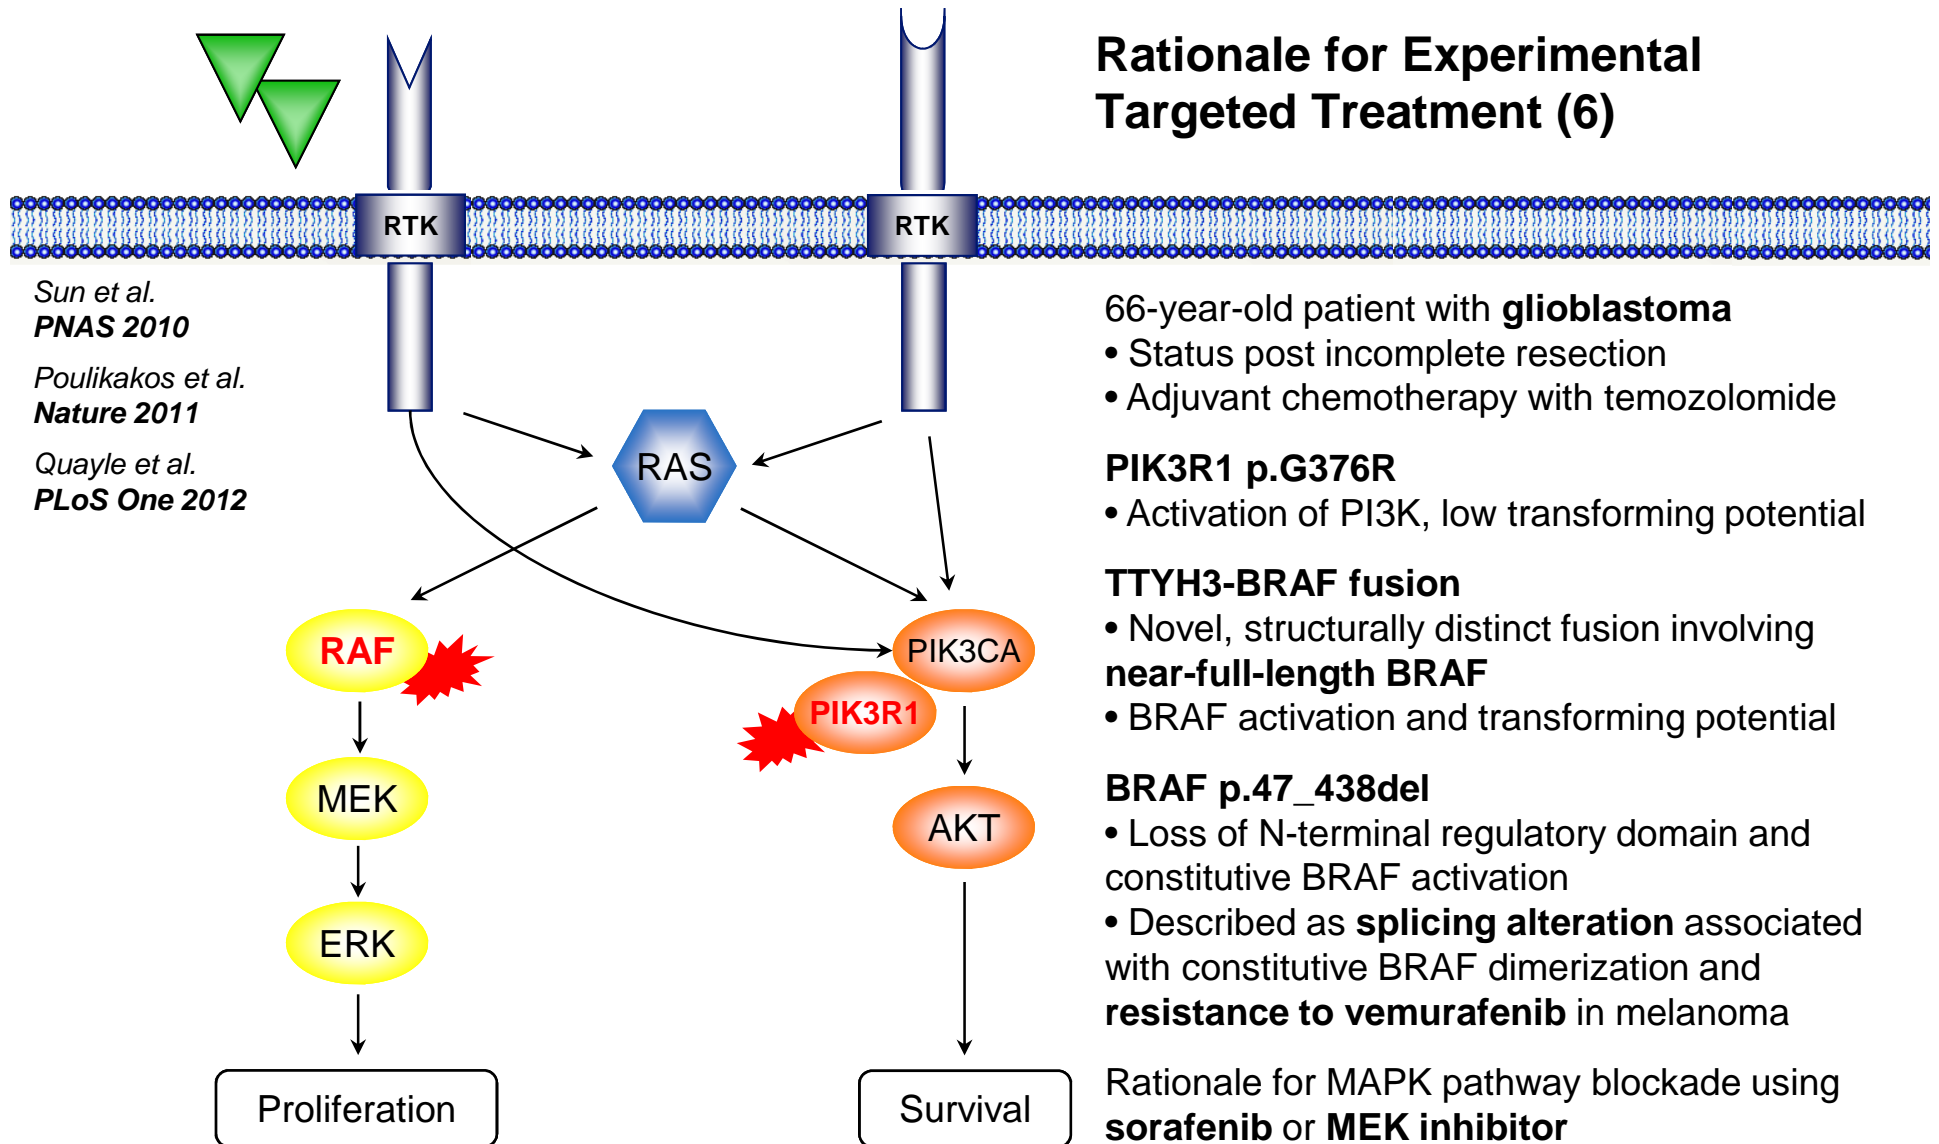 Rationale for Experimental
Targeted Treatment (6)
RTK
RTK
Sun et al.
PNAS 2010
Poulikakos et al.
Nature 2011
Quayle et al.
PLoS One 2012
RAS
RAF
PIK3CA
PIK3R1
MEK
AKT
ERK
Proliferation
Survival
66-year-old patient with glioblastoma
• Status post incomplete resection
• Adjuvant chemotherapy with temozolomide
PIK3R1 p.G376R
• Activation of PI3K, low transforming potential
TTYH3-BRAF fusion
• Novel, structurally distinct fusion involving
near-full-length BRAF
• BRAF activation and transforming potential
BRAF p.47_438del
• Loss of N-terminal regulatory domain and
constitutive BRAF activation
• Described as splicing alteration associated
with constitutive BRAF dimerization and
resistance to vemurafenib in melanoma
Rationale for MAPK pathway blockade using
sorafenib or MEK inhibitor